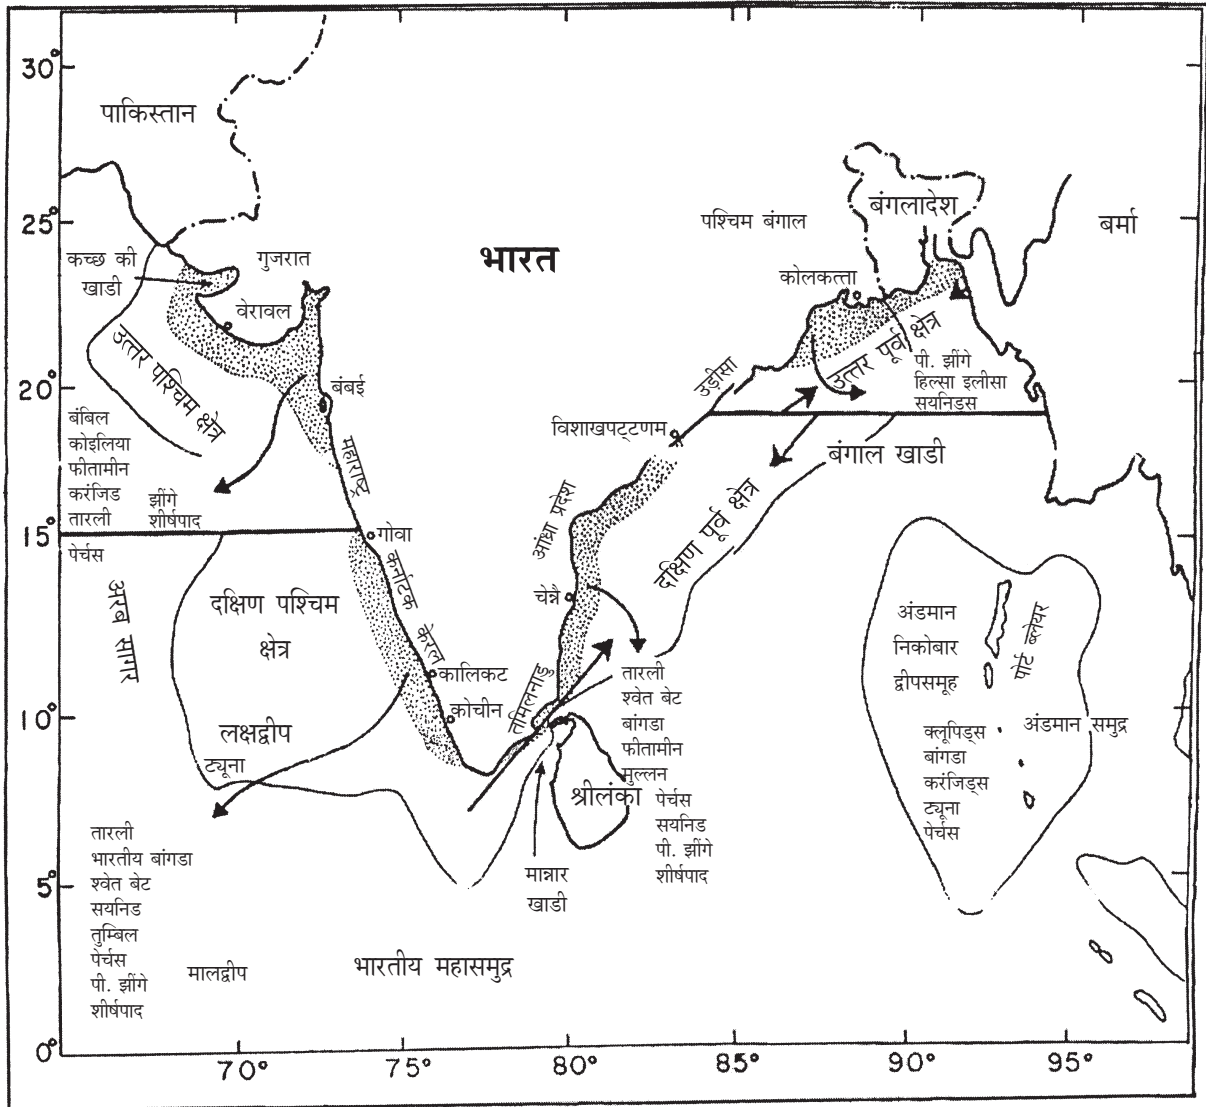 30°
पाकिस्तान
25°
कच्छ की
खाडी
गुजरात
वेरावल
भारत
पश्चिम बंगाल
बंगलादेश
बर्मा
कोलकत्ता
उत्तर पश्चिम क्षेत्र
20°
बंबई
उड़ीसा
उत्तर पूर्व क्षेत्र
पी. झींगे
हिल्सा इलीसा
सयनिड्स
बंबिल
कोइलिया
फीतामीन
करंजिड
तारली
झींगे
शीर्षपाद
महाराष्ट्र
विशाखपट्टणम
बंगाल खाडी
15°
पेर्चस
गोवा
आंध्रा प्रदेश
दक्षिण पूर्व क्षेत्र
अरब सागर
दक्षिण पश्चिम
क्षेत्र
कर्नाटक
केरल
चेन्नै
तमिलनाडु
अंडमान
निकोबार
द्वीपसमूह
पोर्ट ब्लेयर
कालिकट
कोचीन
10°
लक्षद्वीप
ट्यूना
तारली
श्वेत बेट
बांगडा
फीतामीन
मुल्लन
पेर्चस
सयनिड
पी. झींगे
शीर्षपाद
श्रीलंका
अंडमान समुद्र
क्लूपिड्स
बांगडा
करंजिड्स
ट्यूना
पेर्चस
तारली
भारतीय बांगडा
श्वेत बेट
सयनिड
तुम्बिल
पेर्चस
पी. झींगे
शीर्षपाद
5°
मान्नार
खाडी
मालद्वीप
भारतीय महासमुद्र
0°
70°
75°
80°
85°
90°
95°